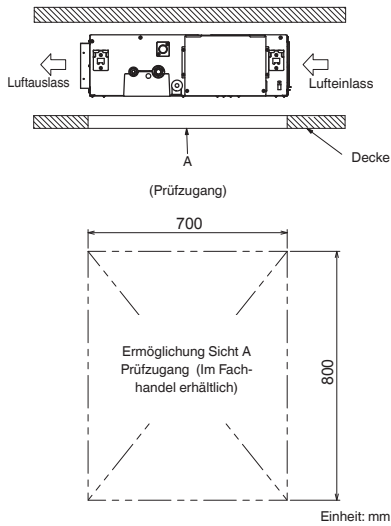 Luftauslass
Lufteinlass
A
Decke
(Prüfzugang)
700
Ermöglichung Sicht A
Prüfzugang (Im Fach-
handel erhältlich)
800
Einheit: mm